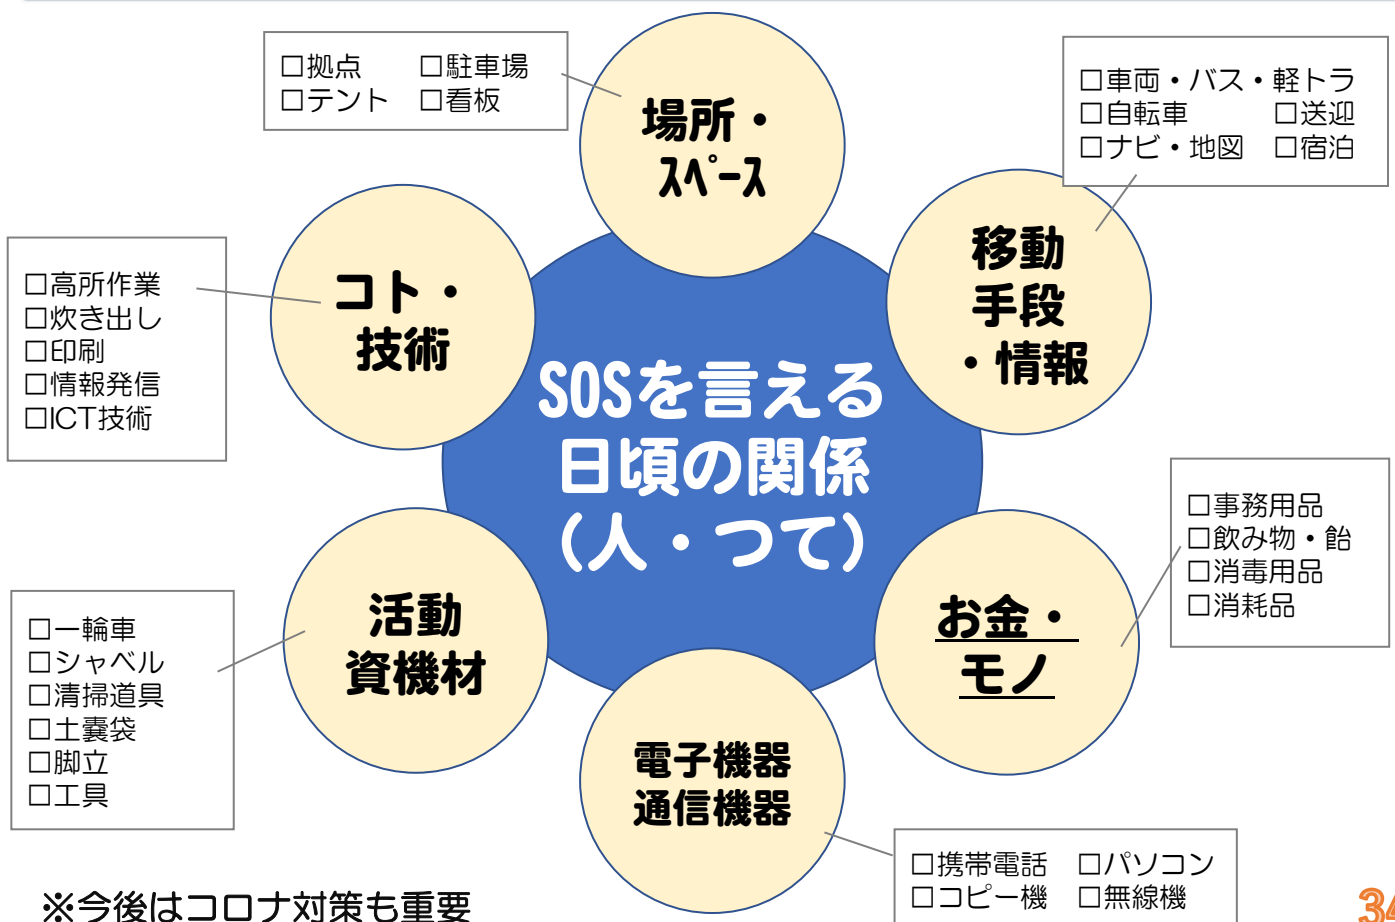 □拠点　　□駐車場
□テント　□看板
場所・
ｽﾍﾟｰｽ
□車両・バス・軽トラ
□自転車　　　□送迎
□ナビ・地図　□宿泊
移動
手段
・情報
コト・
技術
□高所作業
□炊き出し
□印刷
□情報発信
□ICT技術
SOSを言える
日頃の関係
(人・つて)
□事務用品
□飲み物・飴
□消毒用品
□消耗品
お金・
モノ
活動
資機材
□一輪車
□シャベル
□清掃道具
□土嚢袋
□脚立
□工具
電子機器
通信機器
□携帯電話　□パソコン
□コピー機　□無線機
※今後はコロナ対策も重要
34